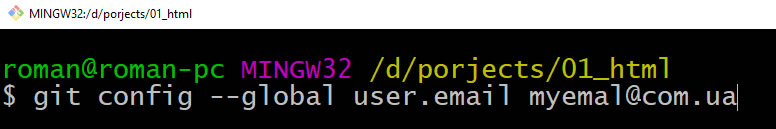 MINGW32:/d/porjects/01_html
roman@roman-pc MINGW32 /d/porjects/01_html
$ git config --global user.email myemal@com.ua